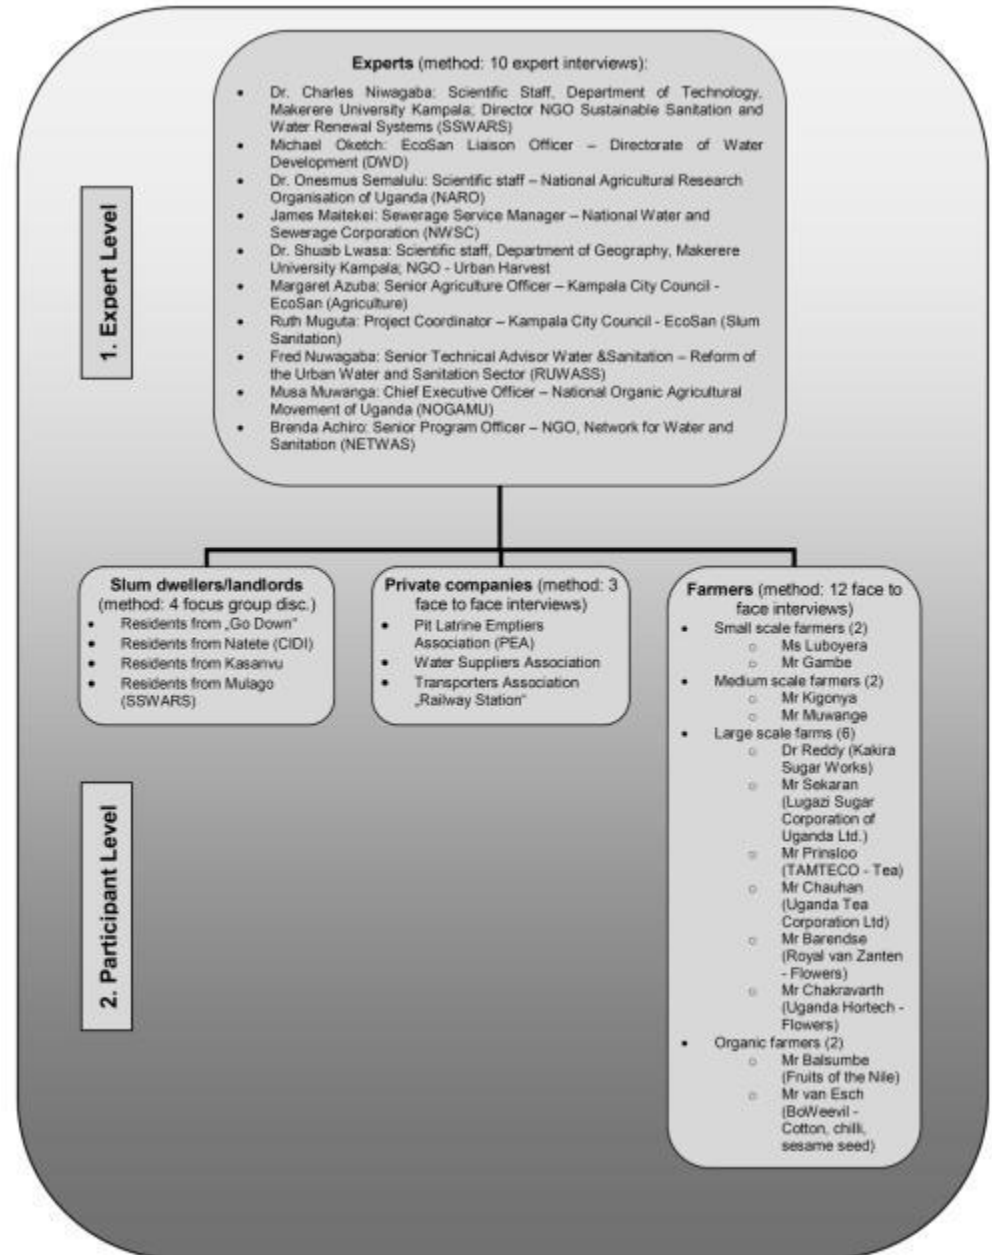 Experts (method: 10 expert interviews):
• Dr. Charles Niwagaba: Scientific Staff, Department of Technology,
Makerere University Kampala; Director NGO Sustainable Sanitation and
Water Renewal Systems (SSWARS)
• Michael Oketch: EcoSan Liaison Officer – Directorate of Water
Development (DWD)
• Dr. Onesmus Semalulu: Scientific staff – National Agricultural Research
Organisation of Uganda (NARO)
• James Maitekei: Sewerage Service Manager – National Water and
Sewerage Corporation (NWSC)
• Dr. Shuaib Lwasa: Scientific staff, Department of Geography, Makerere
University Kampala; NGO - Urban Harvest
• Margaret Azuba: Senior Agriculture Officer – Kampala City Council -
EcoSan (Agriculture)
• Ruth Muguta: Project Coordinator – Kampala City Council - EcoSan (Slum
Sanitation)
• Fred Nuwagaba: Senior Technical Advisor Water &Sanitation – Reform of
the Urban Water and Sanitation Sector (RUWASS)
• Musa Muwanga: Chief Executive Officer – National Organic Agricultural
Movement of Uganda (NOGAMU)
• Brenda Achiro: Senior Program Officer – NGO, Network for Water and
Sanitation (NETWAS)
1. Expert Level
Slum dwellers/landlords
(method: 4 focus group disc.)
• Residents from „Go Down"
• Residents from Natete (CIDI)
• Residents from Kasanvu
• Residents from Mulago
(SSWARS)
Private companies (method: 3
face to face interviews)
• Pit Latrine Emptiers
Association (PEA)
• Water Suppliers Association
• Transporters Association
„Railway Station"
Farmers (method: 12 face to
face interviews)
• Small scale farmers (2)
o Ms Luboyera
o Mr Gambe
• Medium scale farmers (2)
o Mr Kigonya
o Mr Muwange
• Large scale farms (6)
o Dr Reddy (Kakira
Sugar Works)
o Mr Sekaran
(Lugazi Sugar
Corporation of
Uganda Ltd.)
o Mr Prinsloo
(TAMTECO - Tea)
o Mr Chauhan
(Uganda Tea
Corporation Ltd)
o Mr Barendse
(Royal van Zanten
- Flowers)
o Mr Chakravarth
(Uganda Hortech -
Flowers)
• Organic farmers (2)
o Mr Balsumbe
(Fruits of the Nile)
o Mr van Esch
(BoWeevil -
Cotton, chilli,
sesame seed)
2. Participant Level